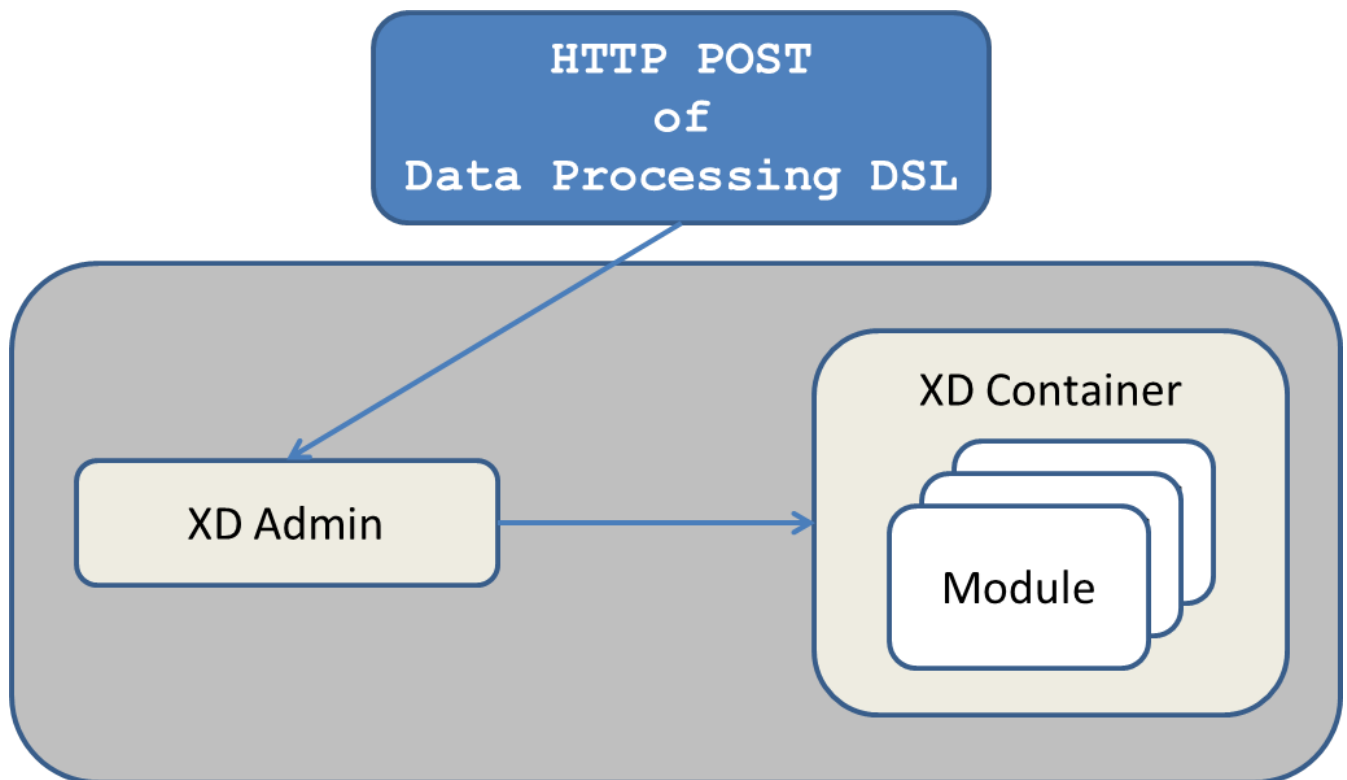 HTTP POST
of
Data Processing DSL
XD Container
XD Admin
Module